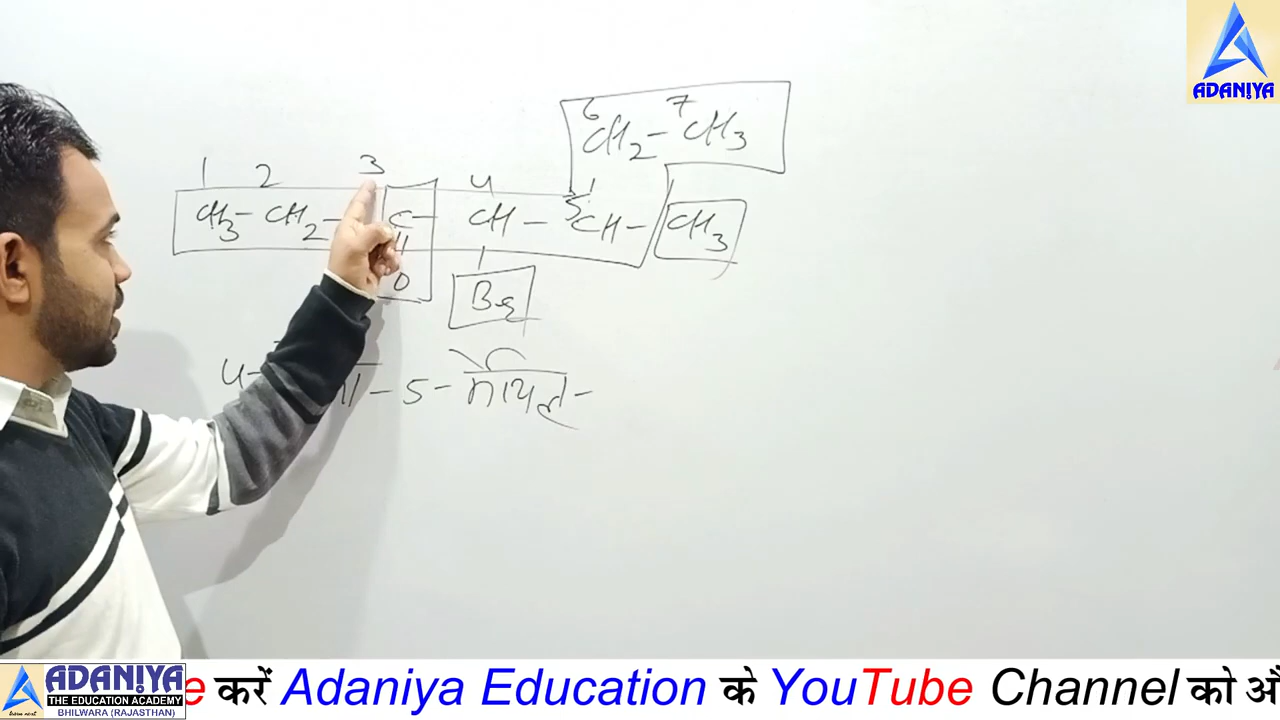 ADANIYA
6 7
CH2 - CH3
1 2 3 4 5
CH3 - CH2 - C - CH - CH - CH3
O Br
4 - - 5 - मेथिल -
ADANIYA
THE EDUCATION ACADEMY
BHILWARA (RAJASTHAN)
करें Adaniya Education के YouTube Channel को